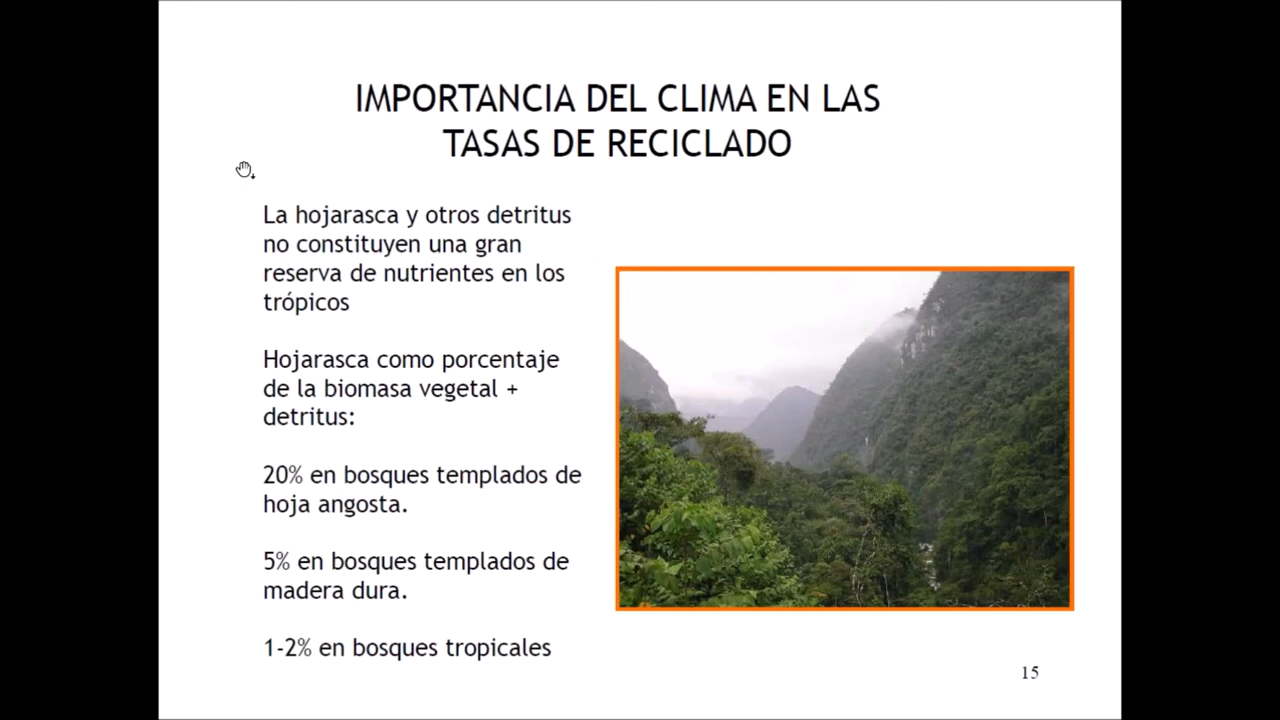 IMPORTANCIA DEL CLIMA EN LAS
TASAS DE RECICLADO
La hojarasca y otros detritus
no constituyen una gran
reserva de nutrientes en los
trópicos
Hojarasca como porcentaje
de la biomasa vegetal +
detritus:
20% en bosques templados de
hoja angosta.
5% en bosques templados de
madera dura.
1-2% en bosques tropicales
15